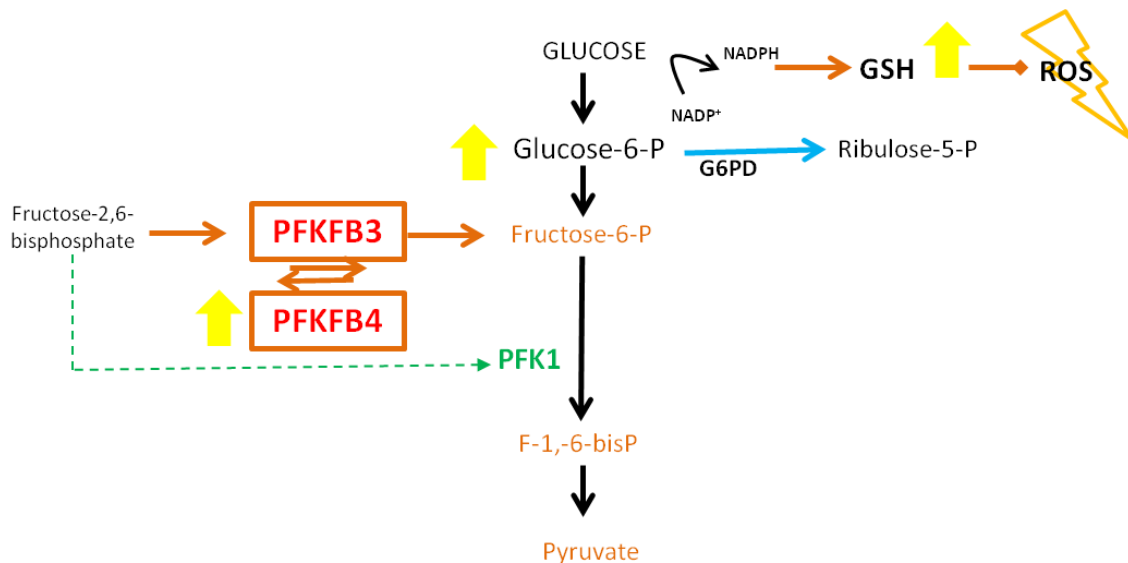 GLUCOSE
NADPH
GSH
ROS
NADP⁺
Glucose-6-P
G6PD
Ribulose-5-P
Fructose-2,6-
bisphosphate
PFKFB3
Fructose-6-P
PFKFB4
PFK1
F-1,-6-bisP
Pyruvate